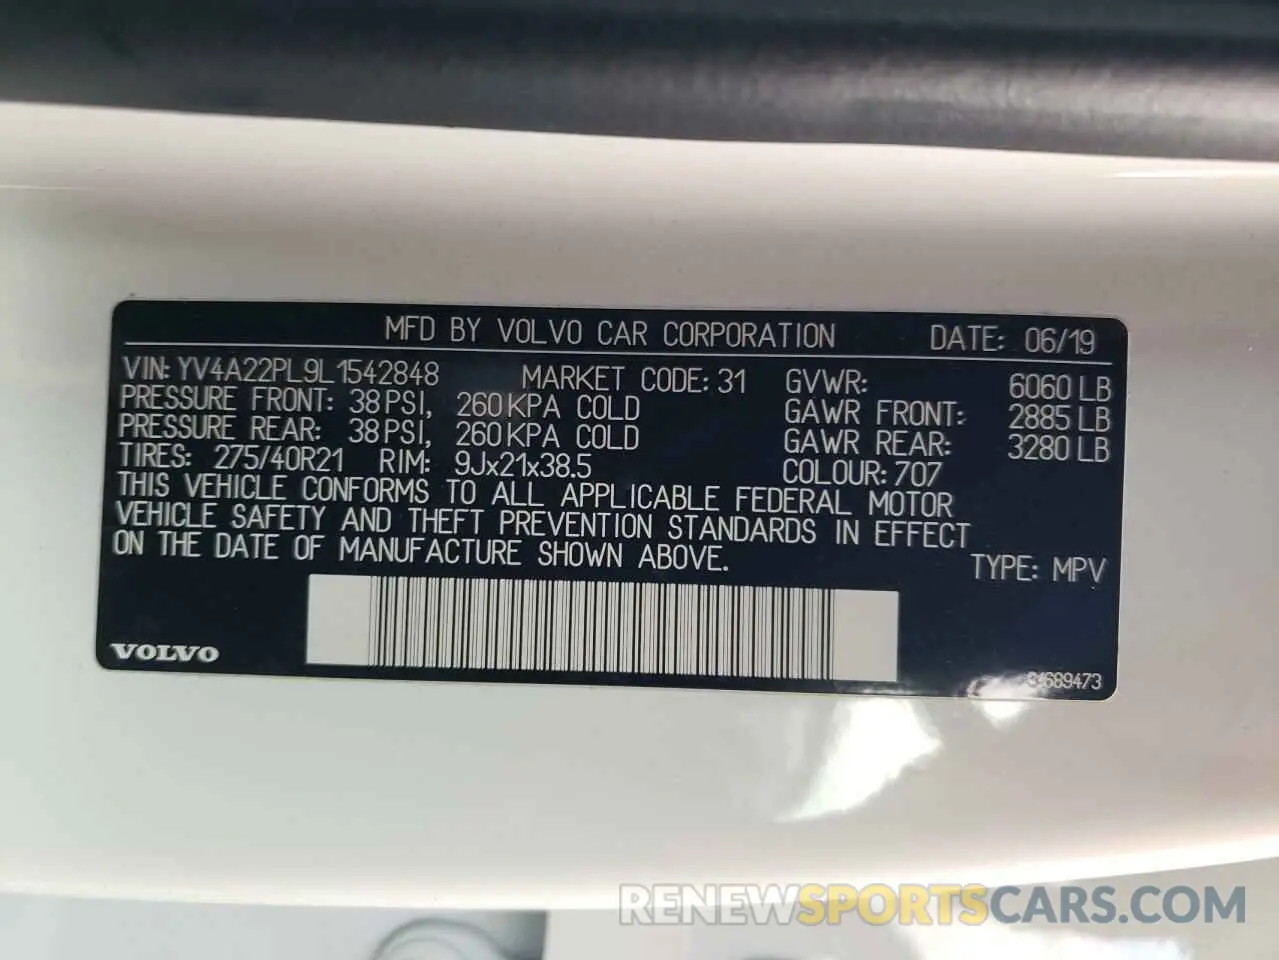 MFD BY VOLVO CAR CORPORATION DATE: 06/19
VIN: YV4A22PL9L1542848 MARKET CODE: 31 GVWR: 6060 LB
PRESSURE FRONT: 38 PSI, 260 KPA COLD GAWR FRONT: 2885 LB
PRESSURE REAR: 38 PSI, 260 KPA COLD GAWR REAR: 3280 LB
TIRES: 275/40R21 RIM: 9Jx21x38.5 COLOUR: 707
THIS VEHICLE CONFORMS TO ALL APPLICABLE FEDERAL MOTOR
VEHICLE SAFETY AND THEFT PREVENTION STANDARDS IN EFFECT
ON THE DATE OF MANUFACTURE SHOWN ABOVE.
TYPE: MPV
VOLVO
RENEWSPORTSCARS.COM